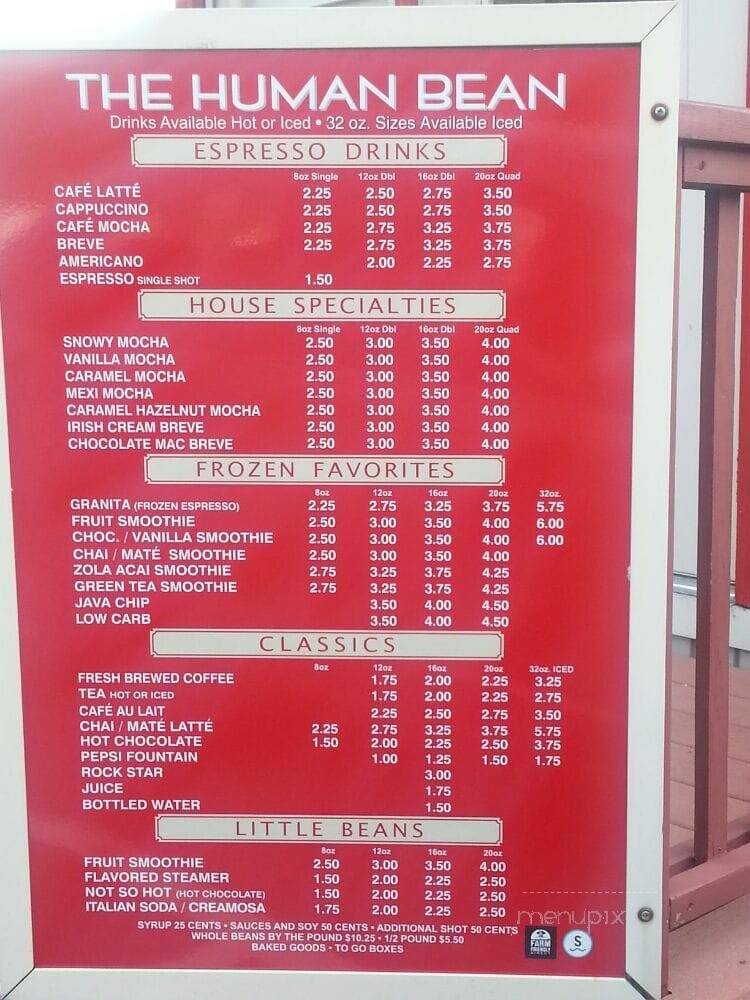 THE HUMAN BEAN
Drinks Available Hot or Iced • 32 oz. Sizes Available Iced
ESPRESSO DRINKS
8oz Single 12oz Dbl 16oz Dbl 20oz Quad
CAFÉ LATTÉ 2.25 2.50 2.75 3.50
CAPPUCCINO 2.25 2.50 2.75 3.50
CAFÉ MOCHA 2.25 2.75 3.25 3.75
BREVE 2.25 2.75 3.25 3.75
AMERICANO 2.00 2.25 2.75
ESPRESSO SINGLE SHOT 1.50
HOUSE SPECIALTIES
8oz Single 12oz Dbl 16oz Dbl 20oz Quad
SNOWY MOCHA 2.50 3.00 3.50 4.00
VANILLA MOCHA 2.50 3.00 3.50 4.00
CARAMEL MOCHA 2.50 3.00 3.50 4.00
MEXI MOCHA 2.50 3.00 3.50 4.00
CARAMEL HAZELNUT MOCHA 2.50 3.00 3.50 4.00
IRISH CREAM BREVE 2.50 3.00 3.50 4.00
CHOCOLATE MAC BREVE 2.50 3.00 3.50 4.00
FROZEN FAVORITES
8oz 12oz 16oz 20oz 32oz.
GRANITA (FROZEN ESPRESSO) 2.25 2.75 3.25 3.75 5.75
FRUIT SMOOTHIE 2.50 3.00 3.50 4.00 6.00
CHOC. / VANILLA SMOOTHIE 2.50 3.00 3.50 4.00 6.00
CHAI / MATÉ SMOOTHIE 2.50 3.00 3.50 4.00
ZOLA ACAI SMOOTHIE 2.75 3.25 3.75 4.25
GREEN TEA SMOOTHIE 2.75 3.25 3.75 4.25
JAVA CHIP 3.50 4.00 4.50
LOW CARB 3.50 4.00 4.50
CLASSICS
8oz 12oz 16oz 20oz 32oz. ICED
FRESH BREWED COFFEE 1.75 2.00 2.25 3.25
TEA HOT OR ICED 1.75 2.00 2.25 2.75
CAFÉ AU LAIT 2.25 2.50 2.75 3.50
CHAI / MATÉ LATTÉ 2.25 2.75 3.25 3.75 5.75
HOT CHOCOLATE 1.50 2.00 2.25 2.50 3.75
PEPSI FOUNTAIN 1.00 1.25 1.50 1.75
ROCK STAR 3.00
JUICE 1.75
BOTTLED WATER 1.50
LITTLE BEANS
8oz 12oz 16oz 20oz
FRUIT SMOOTHIE 2.50 3.00 3.50 4.00
FLAVORED STEAMER 1.50 2.00 2.25 2.50
NOT SO HOT (HOT CHOCOLATE) 1.50 2.00 2.25 2.50
ITALIAN SODA / CREAMOSA 1.75 2.00 2.25 2.50
SYRUP 25 CENTS • SAUCES AND SOY 50 CENTS • ADDITIONAL SHOT 50 CENTS
WHOLE BEANS BY THE POUND $10.25 • 1/2 POUND $5.50
BAKED GOODS • TO GO BOXES
menupix
FARM
FRIENDLY
DIRECT
S